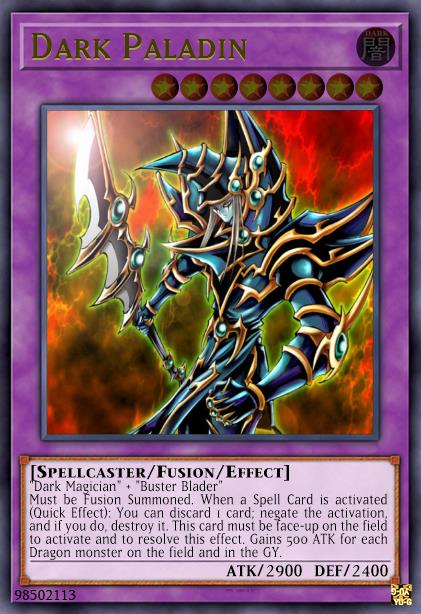 Dark Paladin
DARK
闇
[Spellcaster/Fusion/Effect]
"Dark Magician" + "Buster Blader"
Must be Fusion Summoned. When a Spell Card is activated
(Quick Effect): You can discard 1 card; negate the activation,
and if you do, destroy it. This card must be face-up on the field
to activate and to resolve this effect. Gains 500 ATK for each
Dragon monster on the field and in the GY.
ATK/2900 DEF/2400
98502113